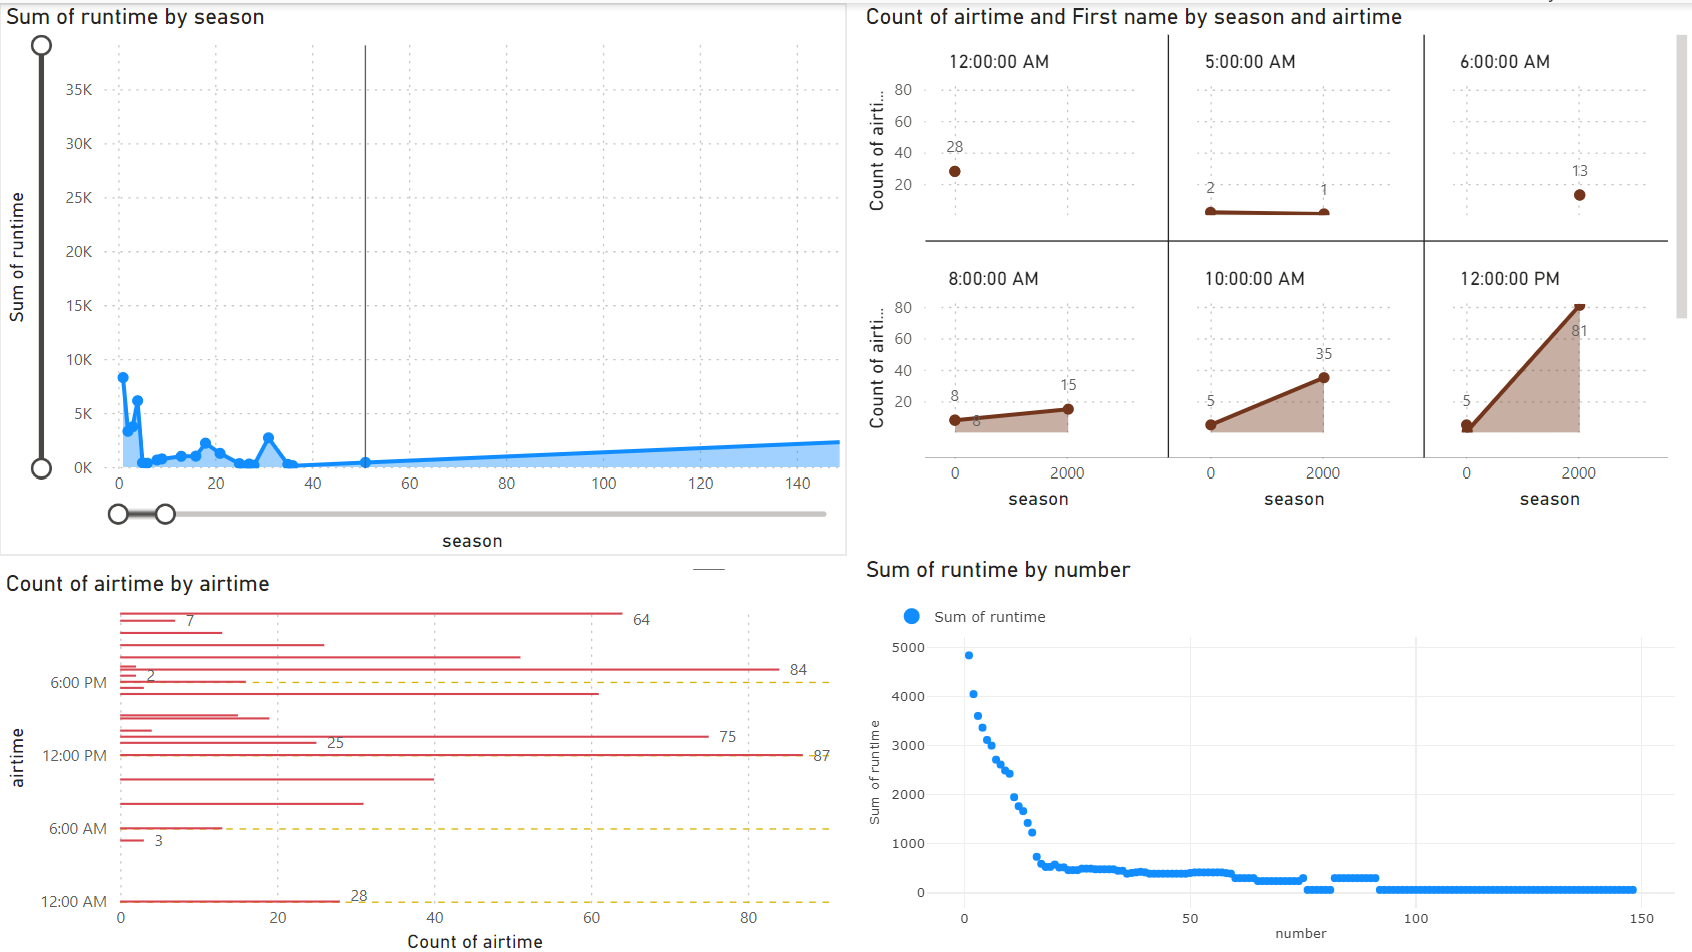 Sum of runtime by season
Sum of runtime
35K
30K
25K
20K
15K
10K
5K
0K
0 20 40 60 80 100 120 140
season
Count of airtime and First name by season and airtime
12:00:00 AM 5:00:00 AM 6:00:00 AM
Count of airti...
80
60
40
20
28
2 1
13
8:00:00 AM 10:00:00 AM 12:00:00 PM
Count of airti...
80
60
40
20
8 8 15
5 35
5 81
0 2000 0 2000 0 2000
season season season
Count of airtime by airtime
airtime
64
7
84
2
6:00 PM
75
25
12:00 PM 87
6:00 AM
3
28
12:00 AM
0 20 40 60 80
Count of airtime
Sum of runtime by number
Sum of runtime
Sum of runtime
5000
4000
3000
2000
1000
0
0 50 100 150
number